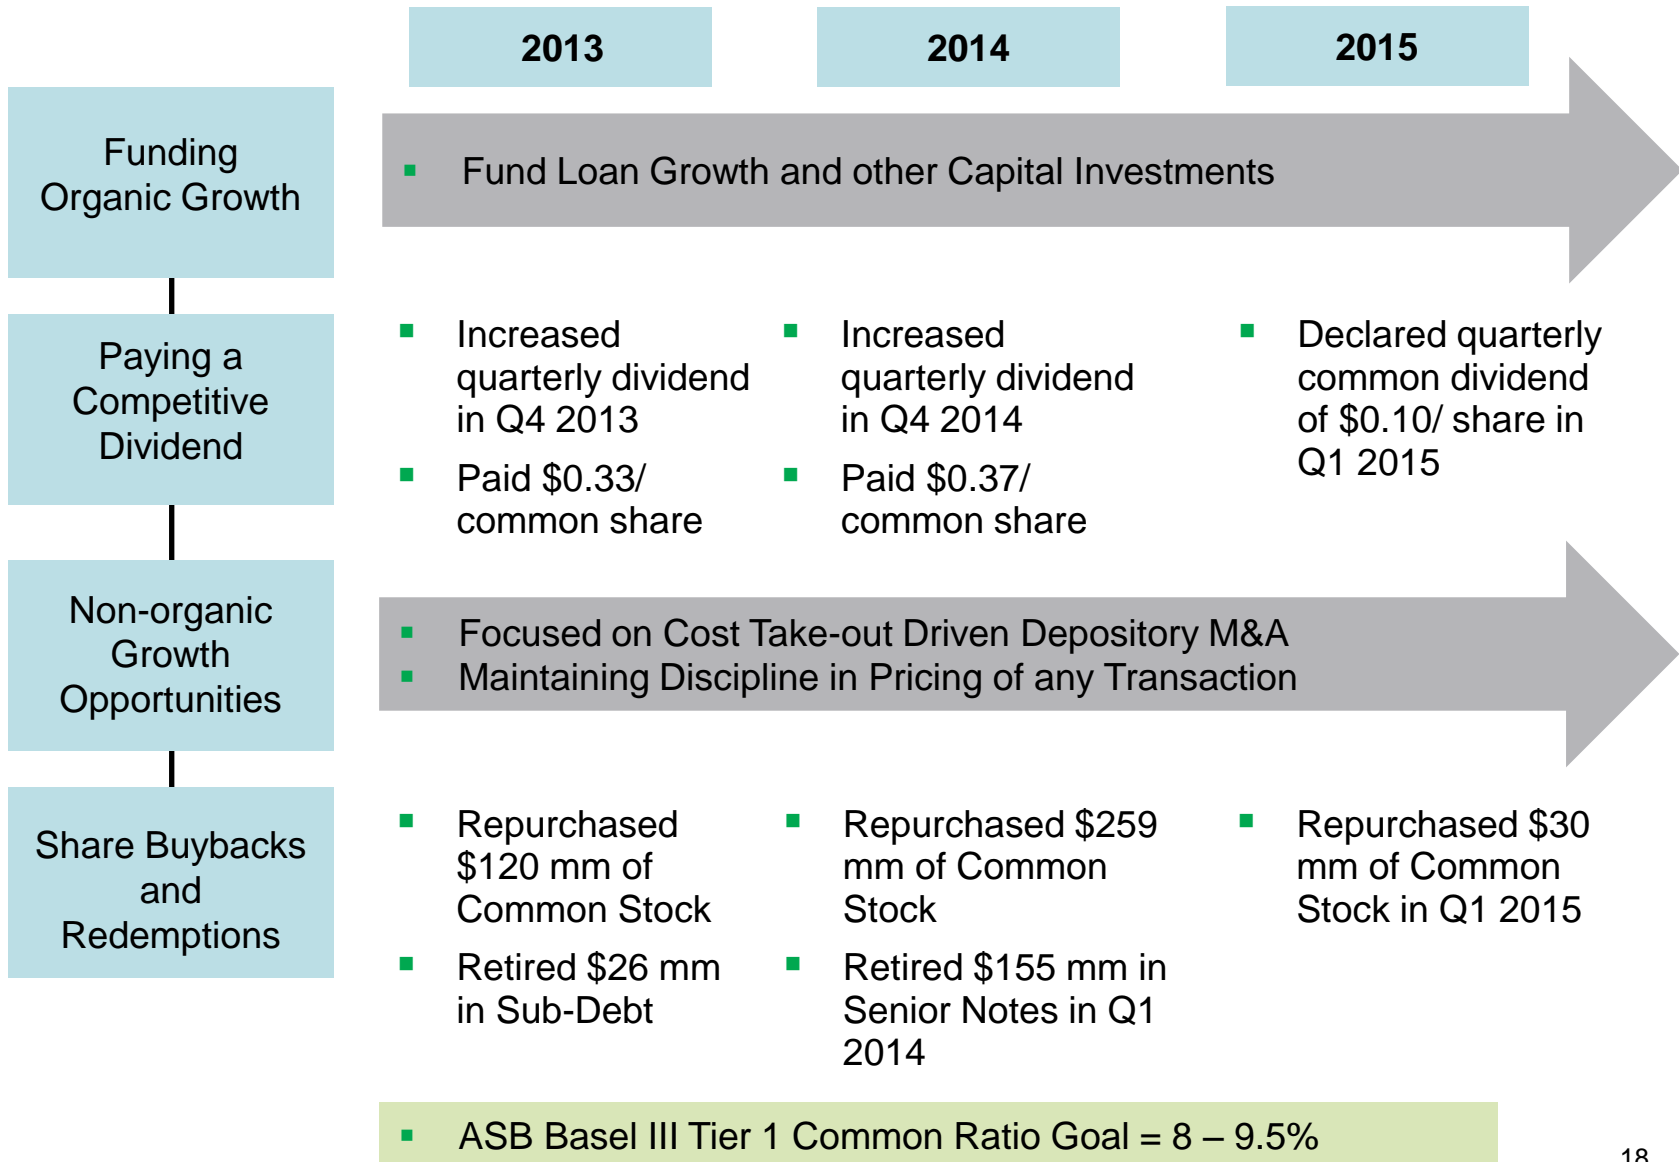 2013
2014
2015
Funding
Organic Growth
▪ Fund Loan Growth and other Capital Investments
Paying a
Competitive
Dividend
▪ Increased
quarterly dividend
in Q4 2013
▪ Paid $0.33/
common share
▪ Increased
quarterly dividend
in Q4 2014
▪ Paid $0.37/
common share
▪ Declared quarterly
common dividend
of $0.10/ share in
Q1 2015
Non-organic
Growth
Opportunities
▪ Focused on Cost Take-out Driven Depository M&A
▪ Maintaining Discipline in Pricing of any Transaction
Share Buybacks
and
Redemptions
▪ Repurchased
$120 mm of
Common Stock
▪ Retired $26 mm
in Sub-Debt
▪ Repurchased $259
mm of Common
Stock
▪ Retired $155 mm in
Senior Notes in Q1
2014
▪ Repurchased $30
mm of Common
Stock in Q1 2015
▪ ASB Basel III Tier 1 Common Ratio Goal = 8 – 9.5%
18